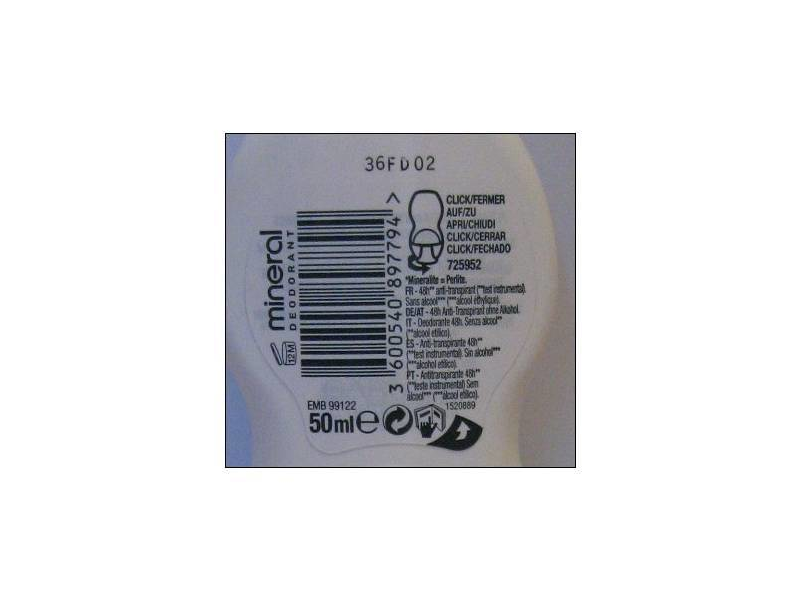 36FD02
mineral
DEODORANT
12M
3 600540 897794 >
CLICK/FERMER
AUF/ZU
APRI/CHIUDI
CLICK/CERRAR
CLICK/FECHADO
725952
*Mineralite = Perlite.
FR - 48h** anti-transpirant (**test instrumental).
Sans alcool*** (***alcool éthylique).
DE/AT - 48h Anti-Transpirant ohne Alkohol.
IT - Deodorante 48h. Senza alcool**
(**alcool etilico).
ES - Anti-transpirante 48h**
(**test instrumental). Sin alcohol***
(***alcohol etílico).
PT - Antitranspirante 48h**
(**teste instrumental) Sem
álcool*** (***álcool etílico).
EMB 99122
1520889
50ml e